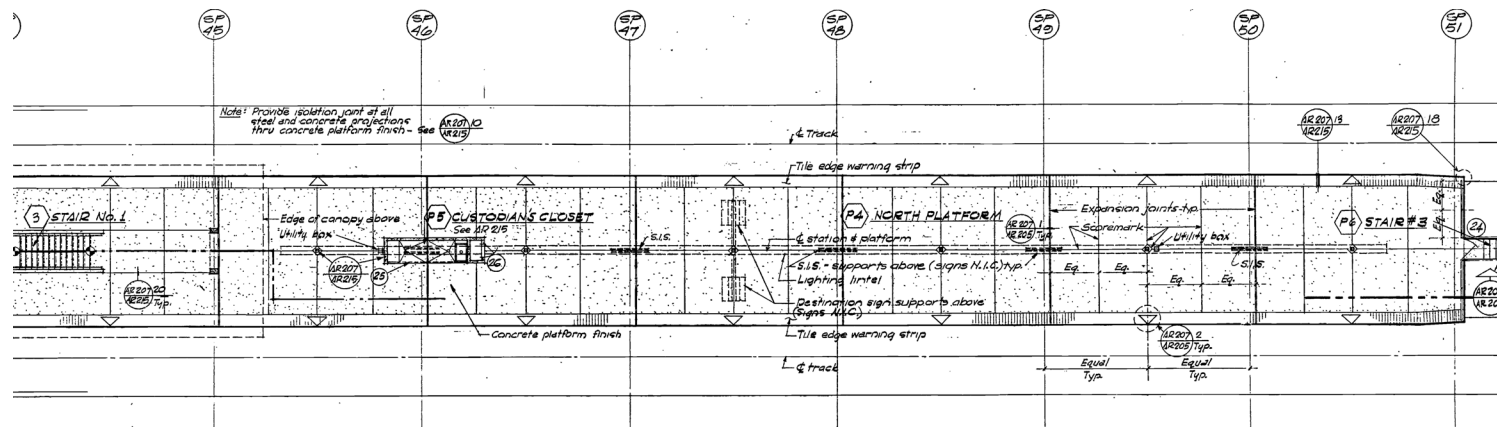 SP 45
SP 46
SP 47
SP 48
SP 49
SP 50
SP 51
Note: Provide isolation joint at all
steel and concrete projections
thru concrete platform finish - See AR207 10
AR215
℄ Track
AR207 13
AR215
AR207 18
AR215
Tile edge warning strip
3 STAIR No. 1
Edge of canopy above
Utility box
P5 CUSTODIAN'S CLOSET
See AR 215
S.I.S.
P4 NORTH PLATFORM
℄ station & platform
S.I.S. - supports above (signs N.I.C.) typ.
Lighting lintel
Destination sign supports above
(Signs N.I.C.)
Tile edge warning strip
℄ track
AR207 1
AR205 Typ.
Expansion joints-typ.
Scoremark
Utility box
Eq.
Eq.
Eq.
Eq.
S.I.S.
P6 STAIR #3
Eq. Eq.
24
AR207 20
AR215 Typ.
AR207
AR215
25
26
Concrete platform finish
AR207 2
AR205 Typ.
Equal
Typ.
Equal
Typ.